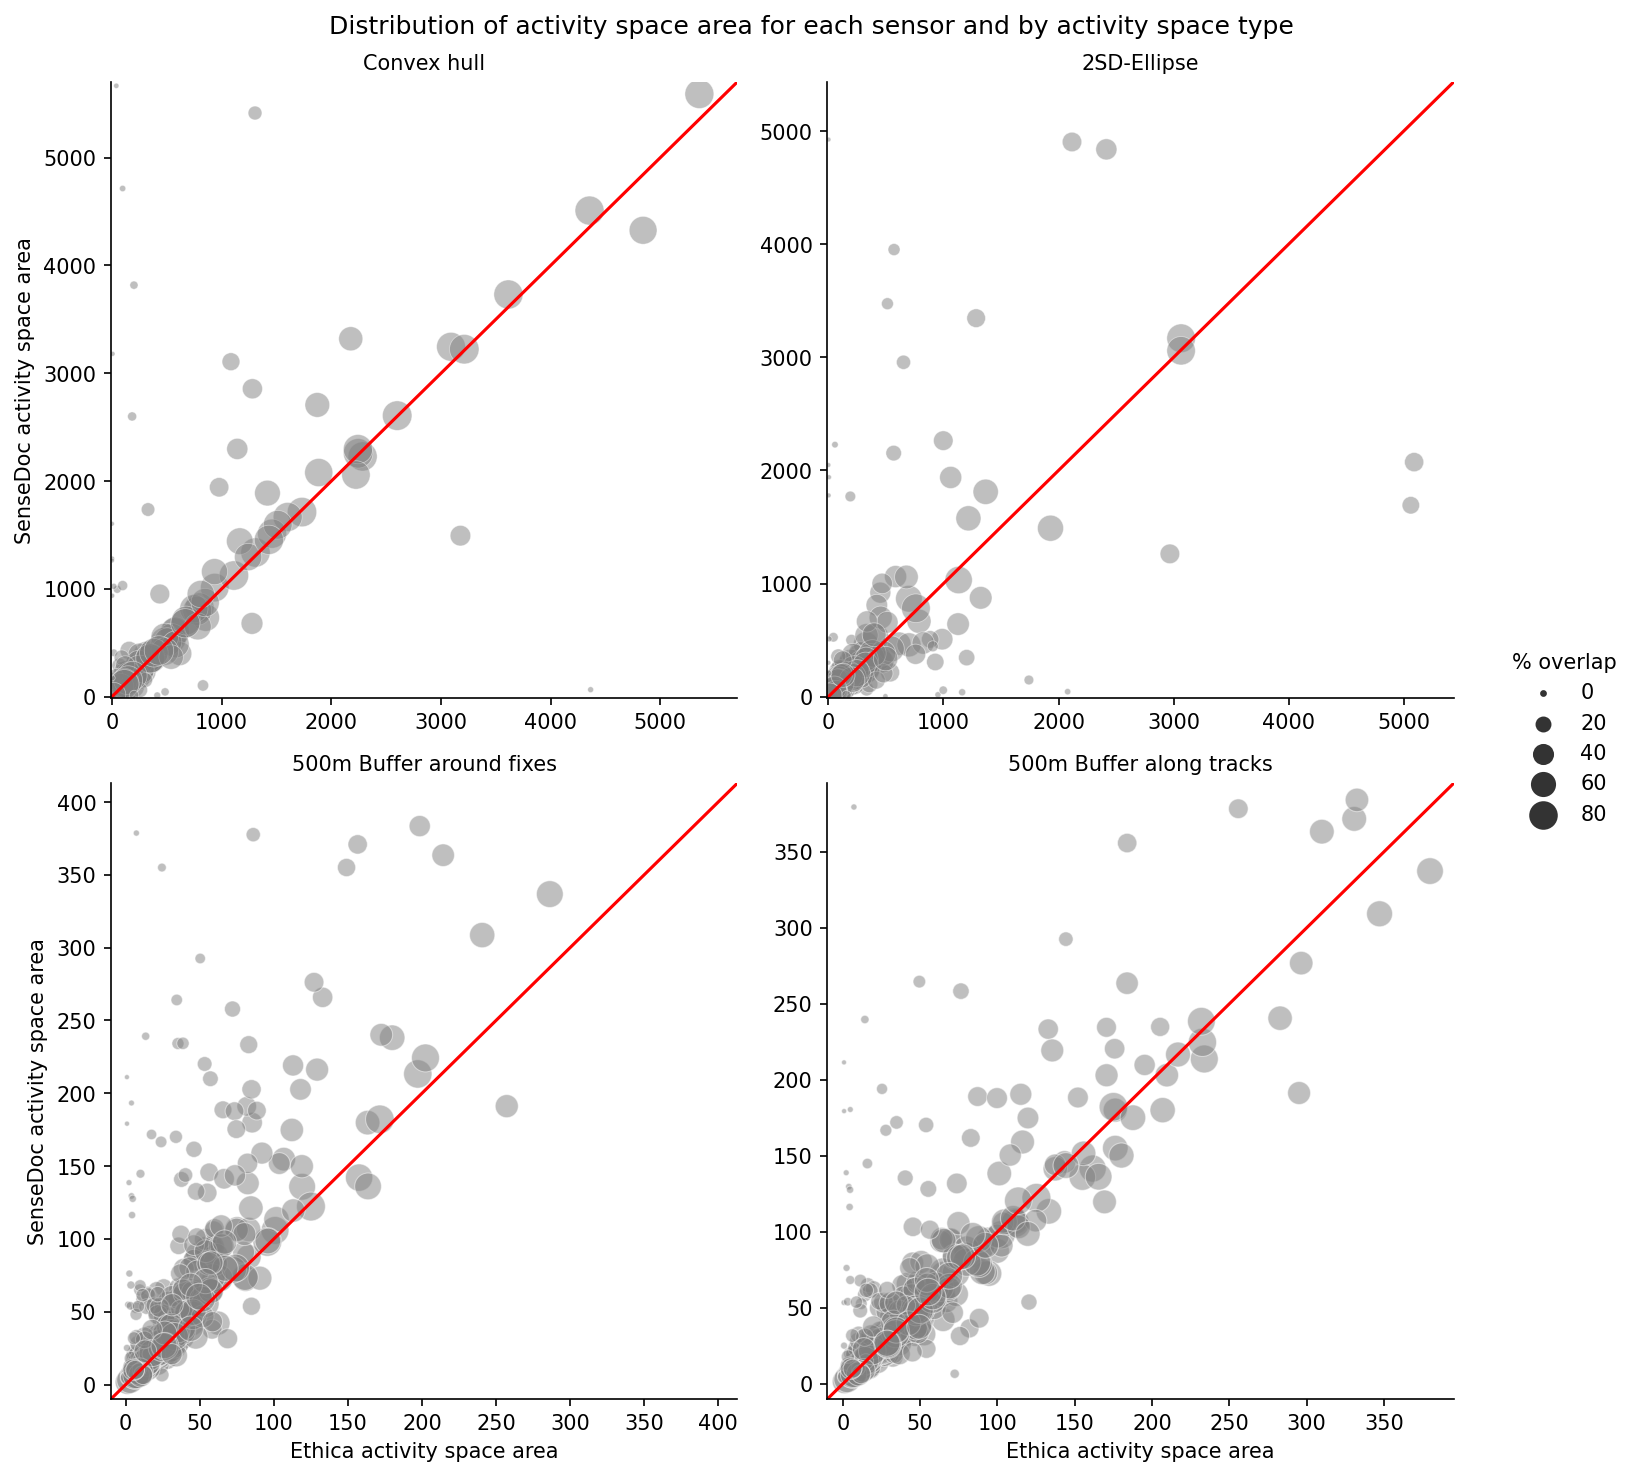 Distribution of activity space area for each sensor and by activity space type
Convex hull
2SD-Ellipse
SenseDoc activity space area
5000
4000
3000
2000
1000
0
0 1000 2000 3000 4000 5000
5000
4000
3000
2000
1000
0
0 1000 2000 3000 4000 5000
% overlap
0
20
40
60
80
500m Buffer around fixes
500m Buffer along tracks
SenseDoc activity space area
400
350
300
250
200
150
100
50
0
0 50 100 150 200 250 300 350 400
Ethica activity space area
350
300
250
200
150
100
50
0
0 50 100 150 200 250 300 350
Ethica activity space area